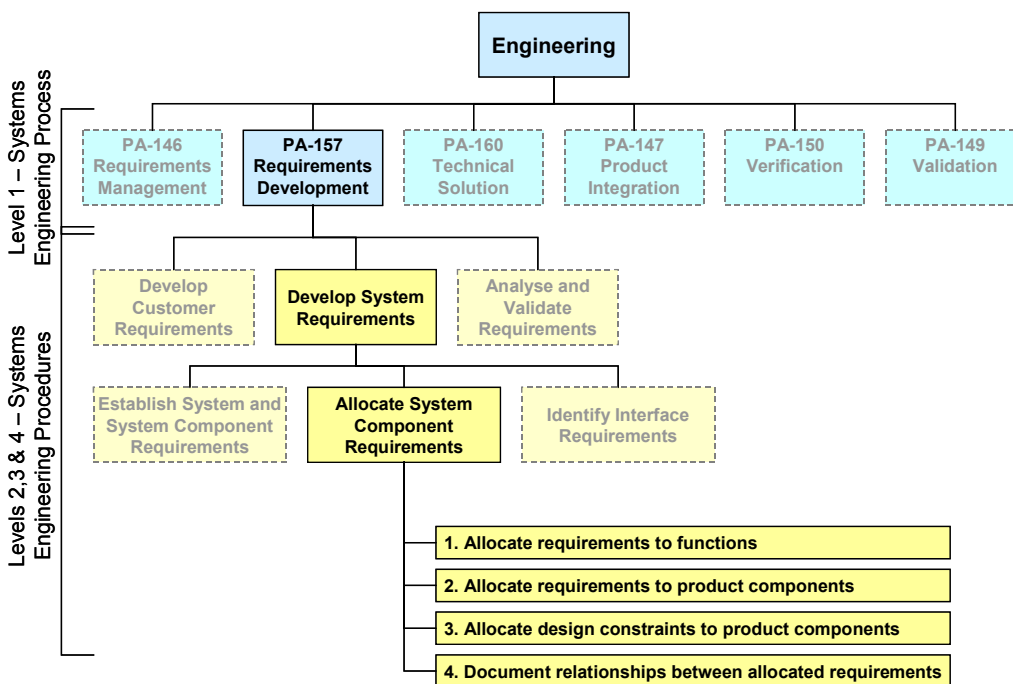 Engineering
Level 1 – Systems
Engineering Process
PA-146
Requirements
Management
PA-157
Requirements
Development
PA-160
Technical
Solution
PA-147
Product
Integration
PA-150
Verification
PA-149
Validation
Levels 2,3 & 4 – Systems
Engineering Procedures
Develop
Customer
Requirements
Develop System
Requirements
Analyse and
Validate
Requirements
Establish System and
System Component
Requirements
Allocate System
Component
Requirements
Identify Interface
Requirements
1. Allocate requirements to functions
2. Allocate requirements to product components
3. Allocate design constraints to product components
4. Document relationships between allocated requirements